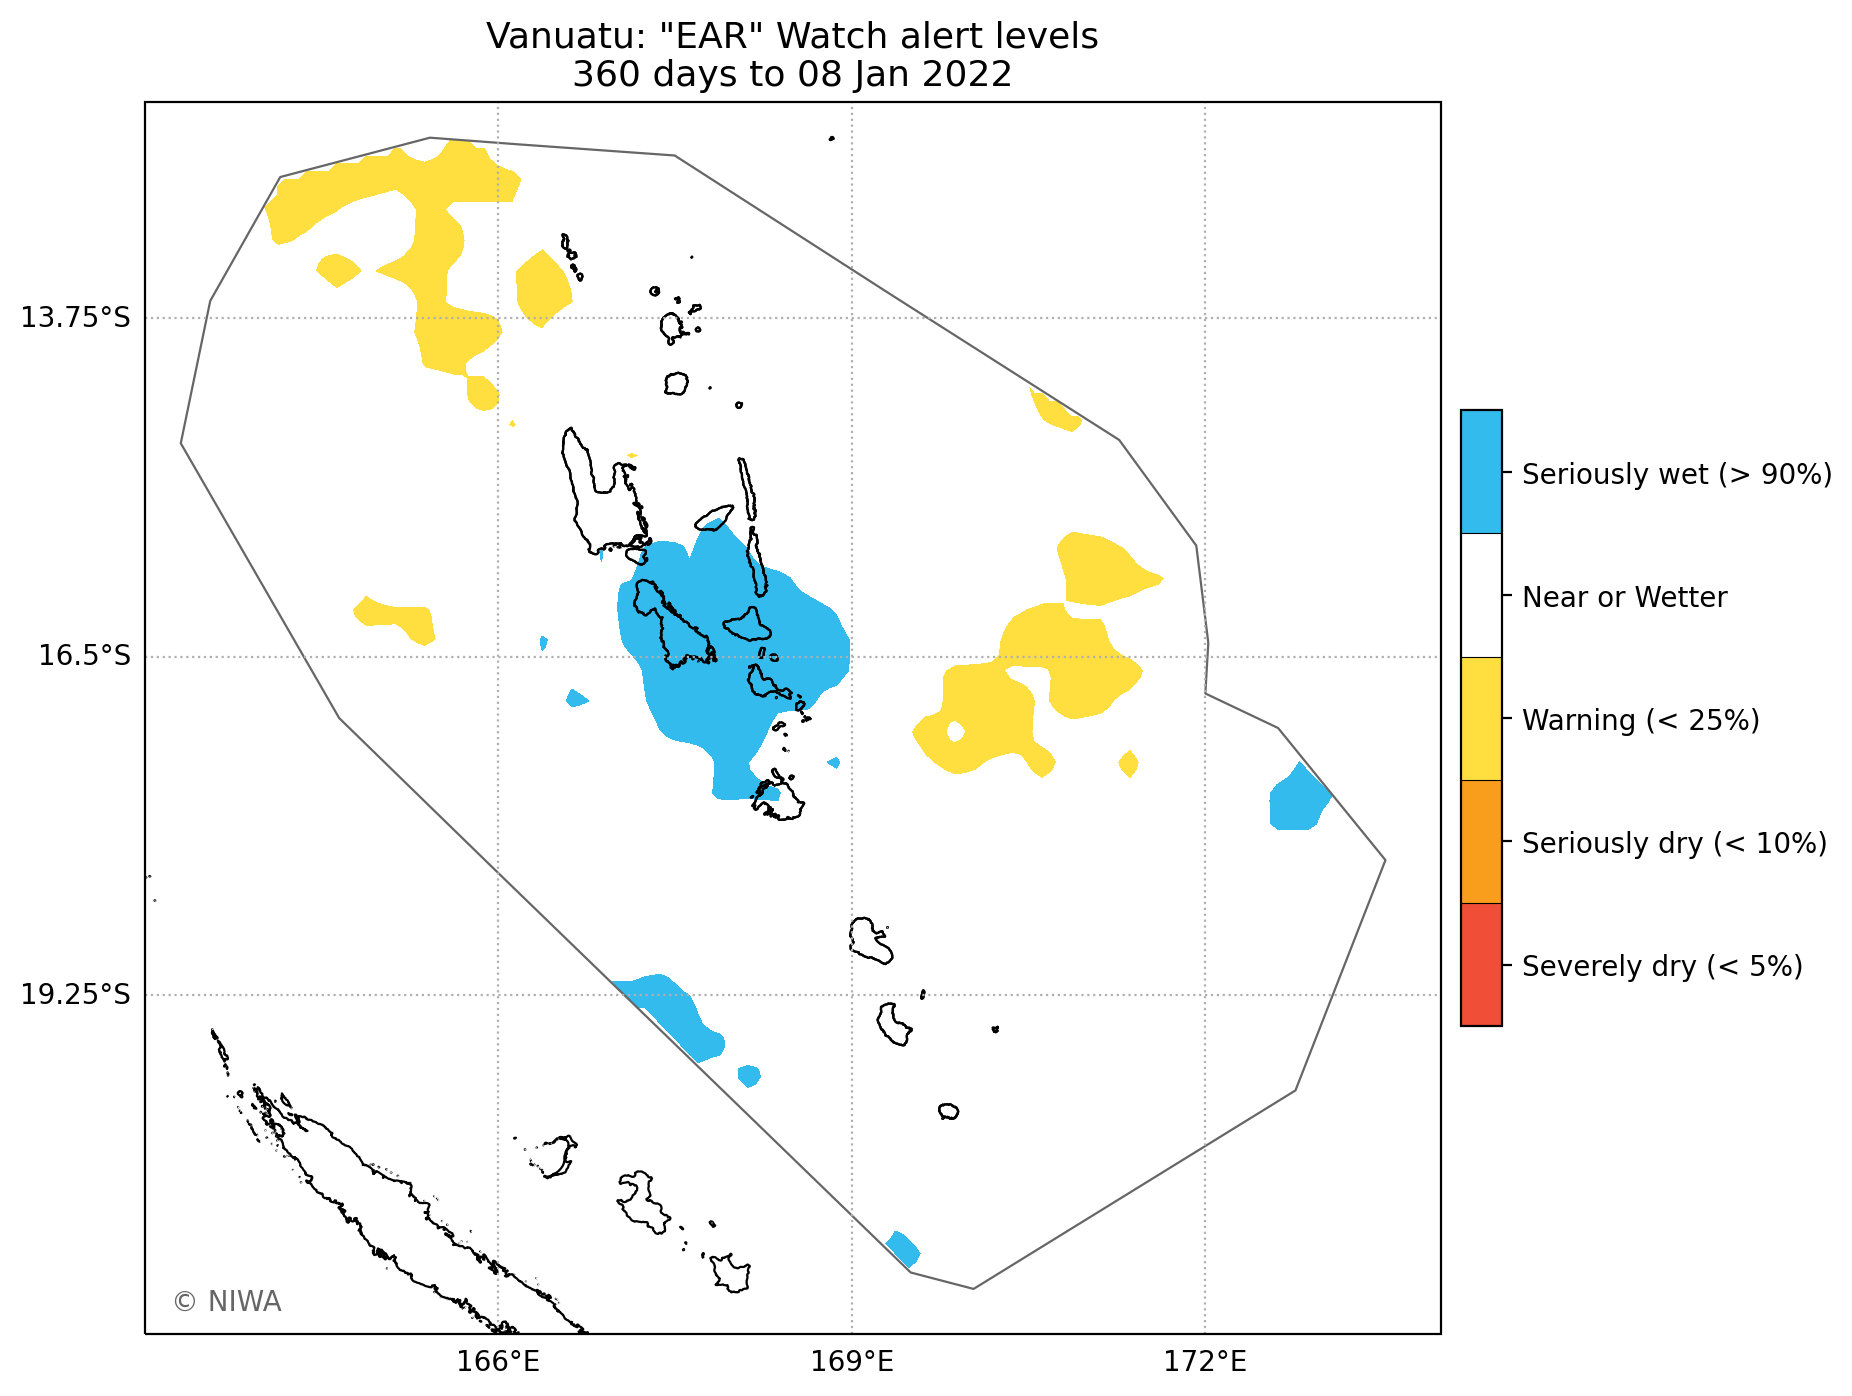 Vanuatu: "EAR" Watch alert levels
360 days to 08 Jan 2022
13.75°S
16.5°S
19.25°S
166°E
169°E
172°E
Seriously wet (> 90%)
Near or Wetter
Warning (< 25%)
Seriously dry (< 10%)
Severely dry (< 5%)
© NIWA